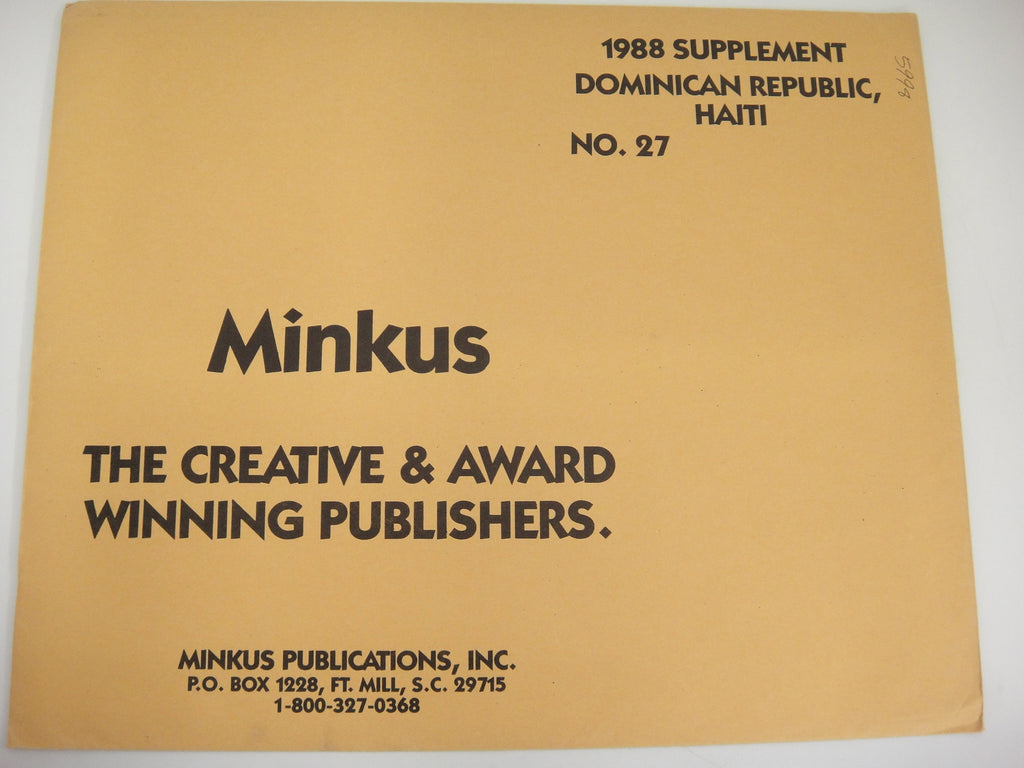 1988 SUPPLEMENT
DOMINICAN REPUBLIC,
HAITI
NO. 27
Minkus
THE CREATIVE & AWARD
WINNING PUBLISHERS.
MINKUS PUBLICATIONS, INC.
P.O. BOX 1228, FT. MILL, S.C. 29715
1-800-327-0368